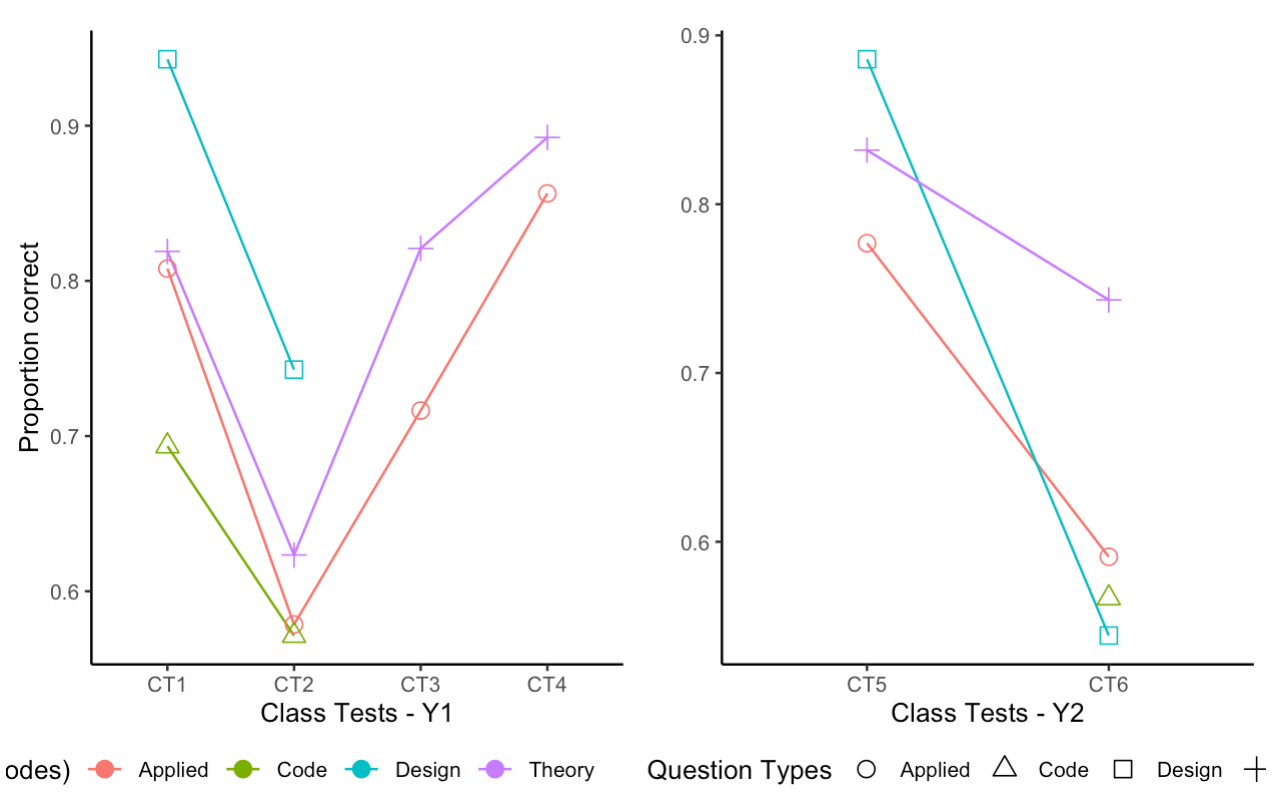 0.9
0.8
0.7
0.6
Proportion correct
CT1 CT2 CT3 CT4
Class Tests - Y1
0.9
0.8
0.7
0.6
CT5 CT6
Class Tests - Y2
odes) Applied Code Design Theory
Question Types Applied Code Design